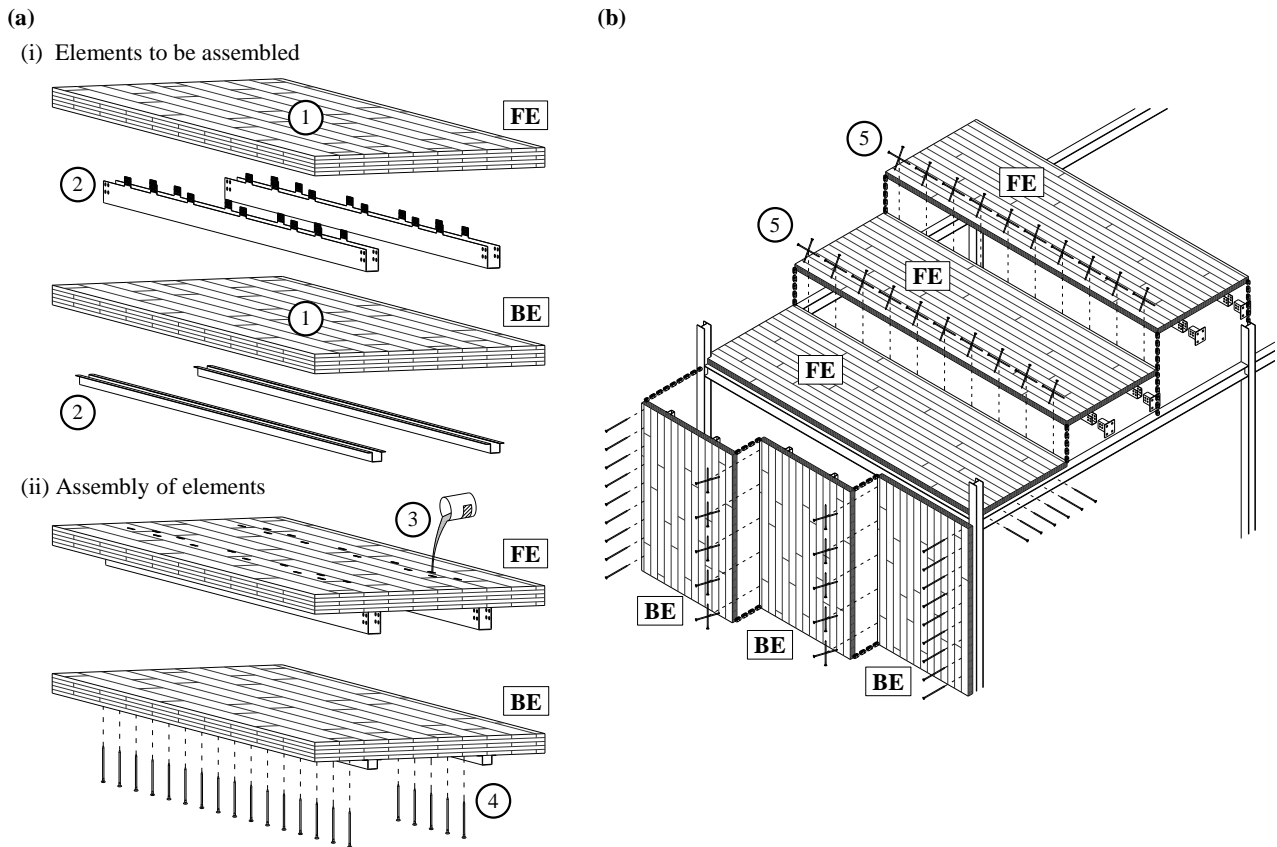 (a)
(i) Elements to be assembled
1
FE
2
1
BE
2
(ii) Assembly of elements
3
FE
BE
4
(b)
5
FE
5
FE
FE
BE
BE
BE